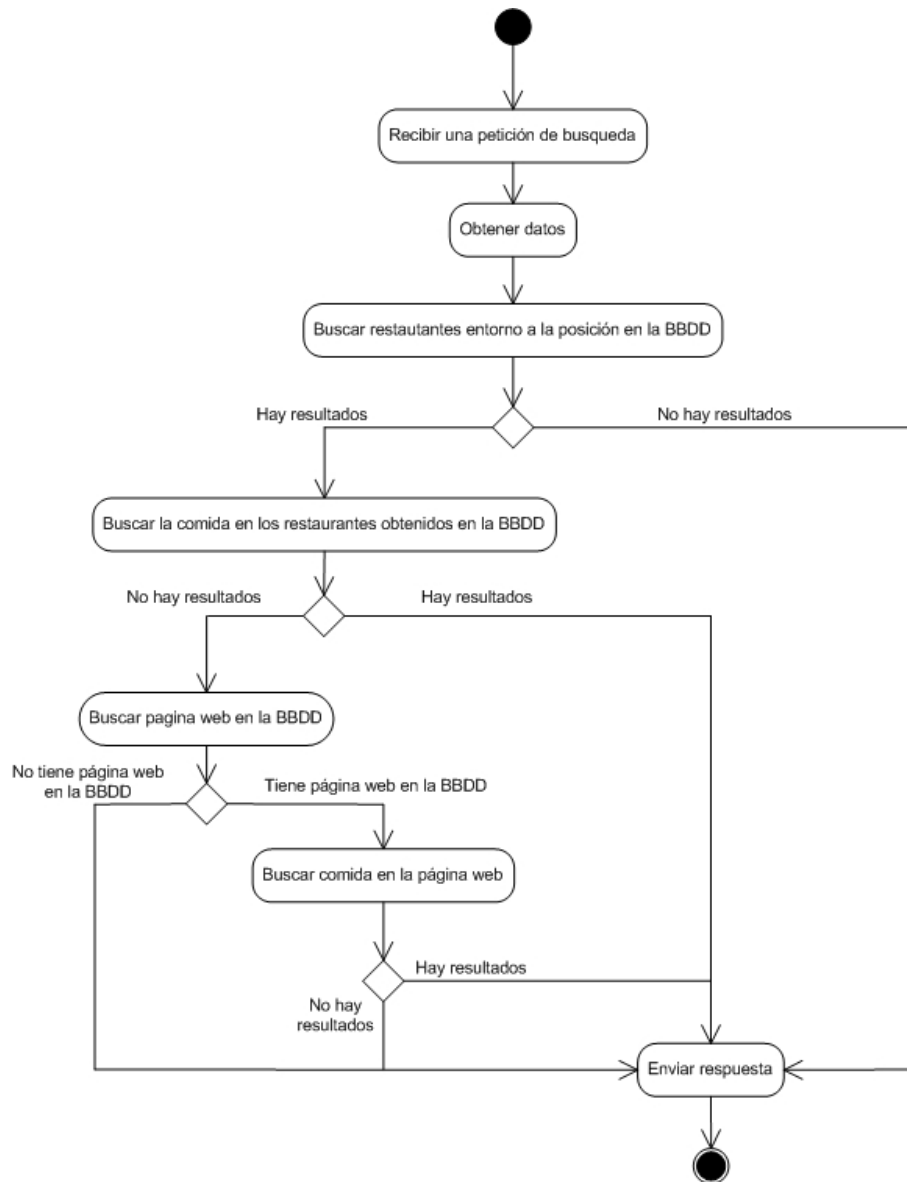 Recibir una petición de busqueda
Obtener datos
Buscar restautantes entorno a la posición en la BBDD
Hay resultados
No hay resultados
Buscar la comida en los restaurantes obtenidos en la BBDD
No hay resultados
Hay resultados
Buscar pagina web en la BBDD
No tiene página web
en la BBDD
Tiene página web en la BBDD
Buscar comida en la página web
Hay resultados
No hay
resultados
Enviar respuesta